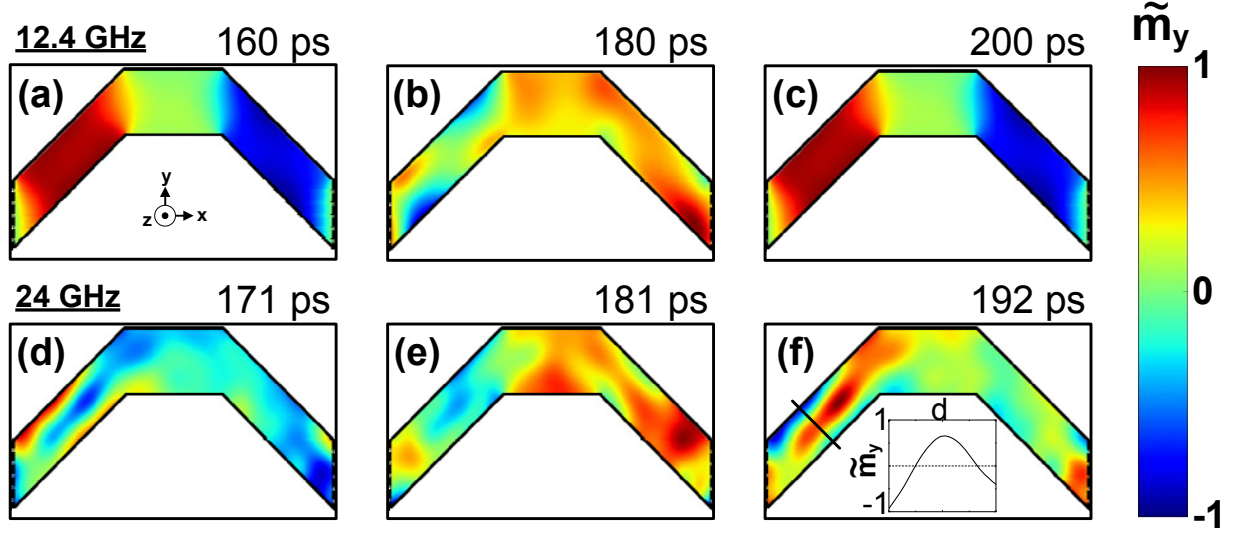 12.4 GHz 160 ps 180 ps 200 ps m̃y
(a) (b) (c) 1
y
z x
0
24 GHz 171 ps 181 ps 192 ps
(d) (e) (f)
1 d
m̃y
-1
-1